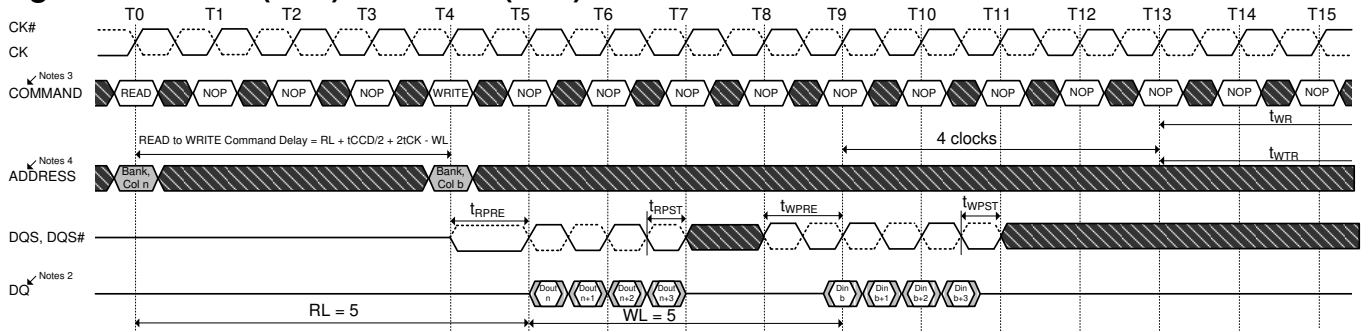 T0 T1 T2 T3 T4 T5 T6 T7 T8 T9 T10 T11 T12 T13 T14 T15
CK#
CK
Notes 3
COMMAND READ NOP NOP NOP WRITE NOP NOP NOP NOP NOP NOP NOP NOP NOP NOP NOP
tWR
READ to WRITE Command Delay = RL + tCCD/2 + 2tCK - WL
4 clocks
tWTR
Notes 4
ADDRESS
Bank, Col n
Bank, Col b
tRPRE tRPST tWPRE tWPST
DQS, DQS#
Notes 2
DQ
Dout n
Dout n+1
Dout n+2
Dout n+3
Din b
Din b+1
Din b+2
Din b+3
RL = 5 WL = 5